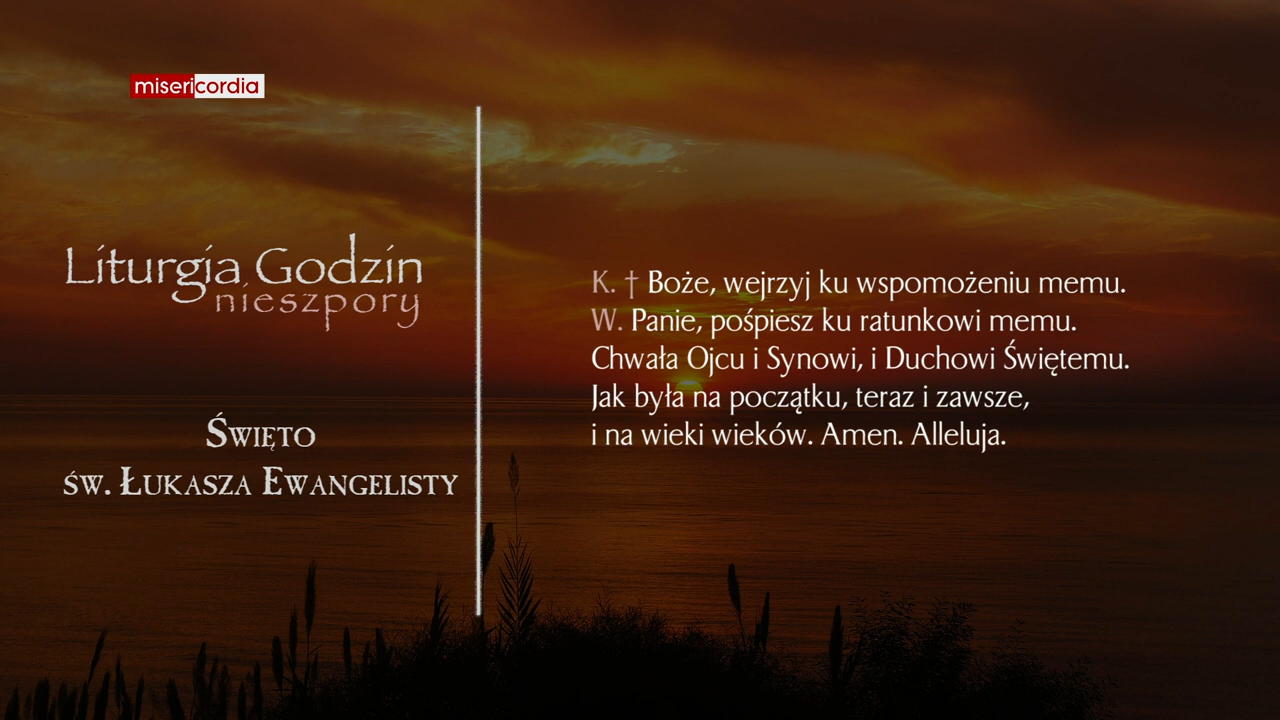 misericordia
Liturgia Godzin
nieszpory
Święto
św. Łukasza Ewangelisty
K. † Boże, wejrzyj ku wspomożeniu memu.
W. Panie, pośpiesz ku ratunkowi memu.
Chwała Ojcu i Synowi, i Duchowi Świętemu.
Jak była na początku, teraz i zawsze,
i na wieki wieków. Amen. Alleluja.